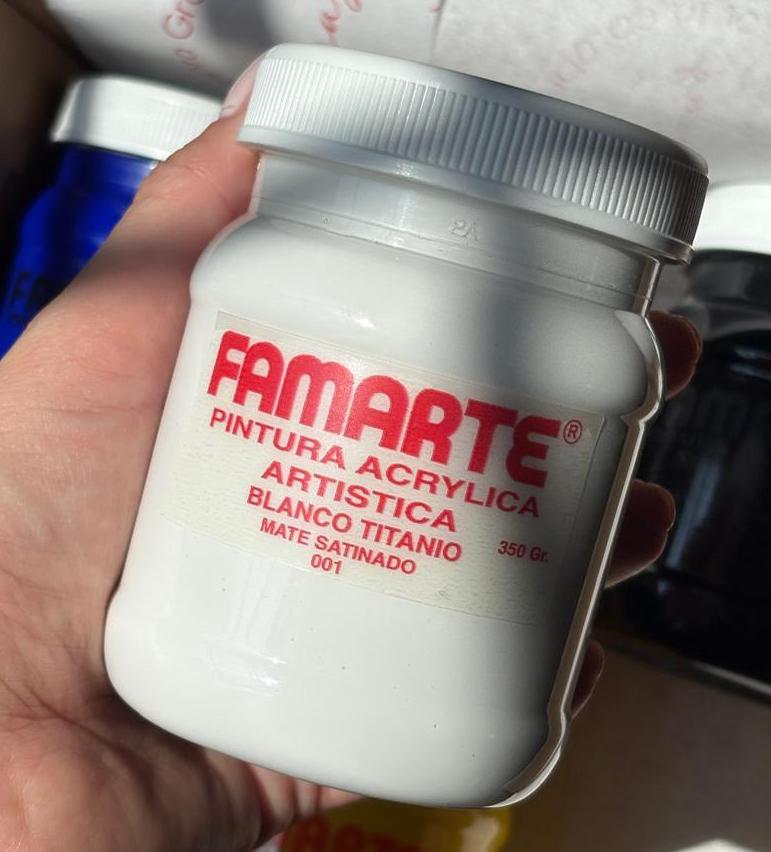 FAMARTE®
PINTURA ACRYLICA
ARTISTICA
BLANCO TITANIO
350 Gr.
MATE SATINADO
001